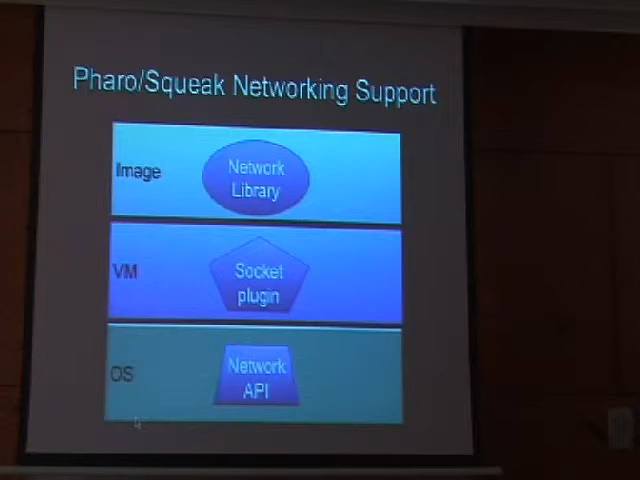 Pharo/Squeak Networking Support
Image
Network
Library
VM
Socket
plugin
OS
Network
API